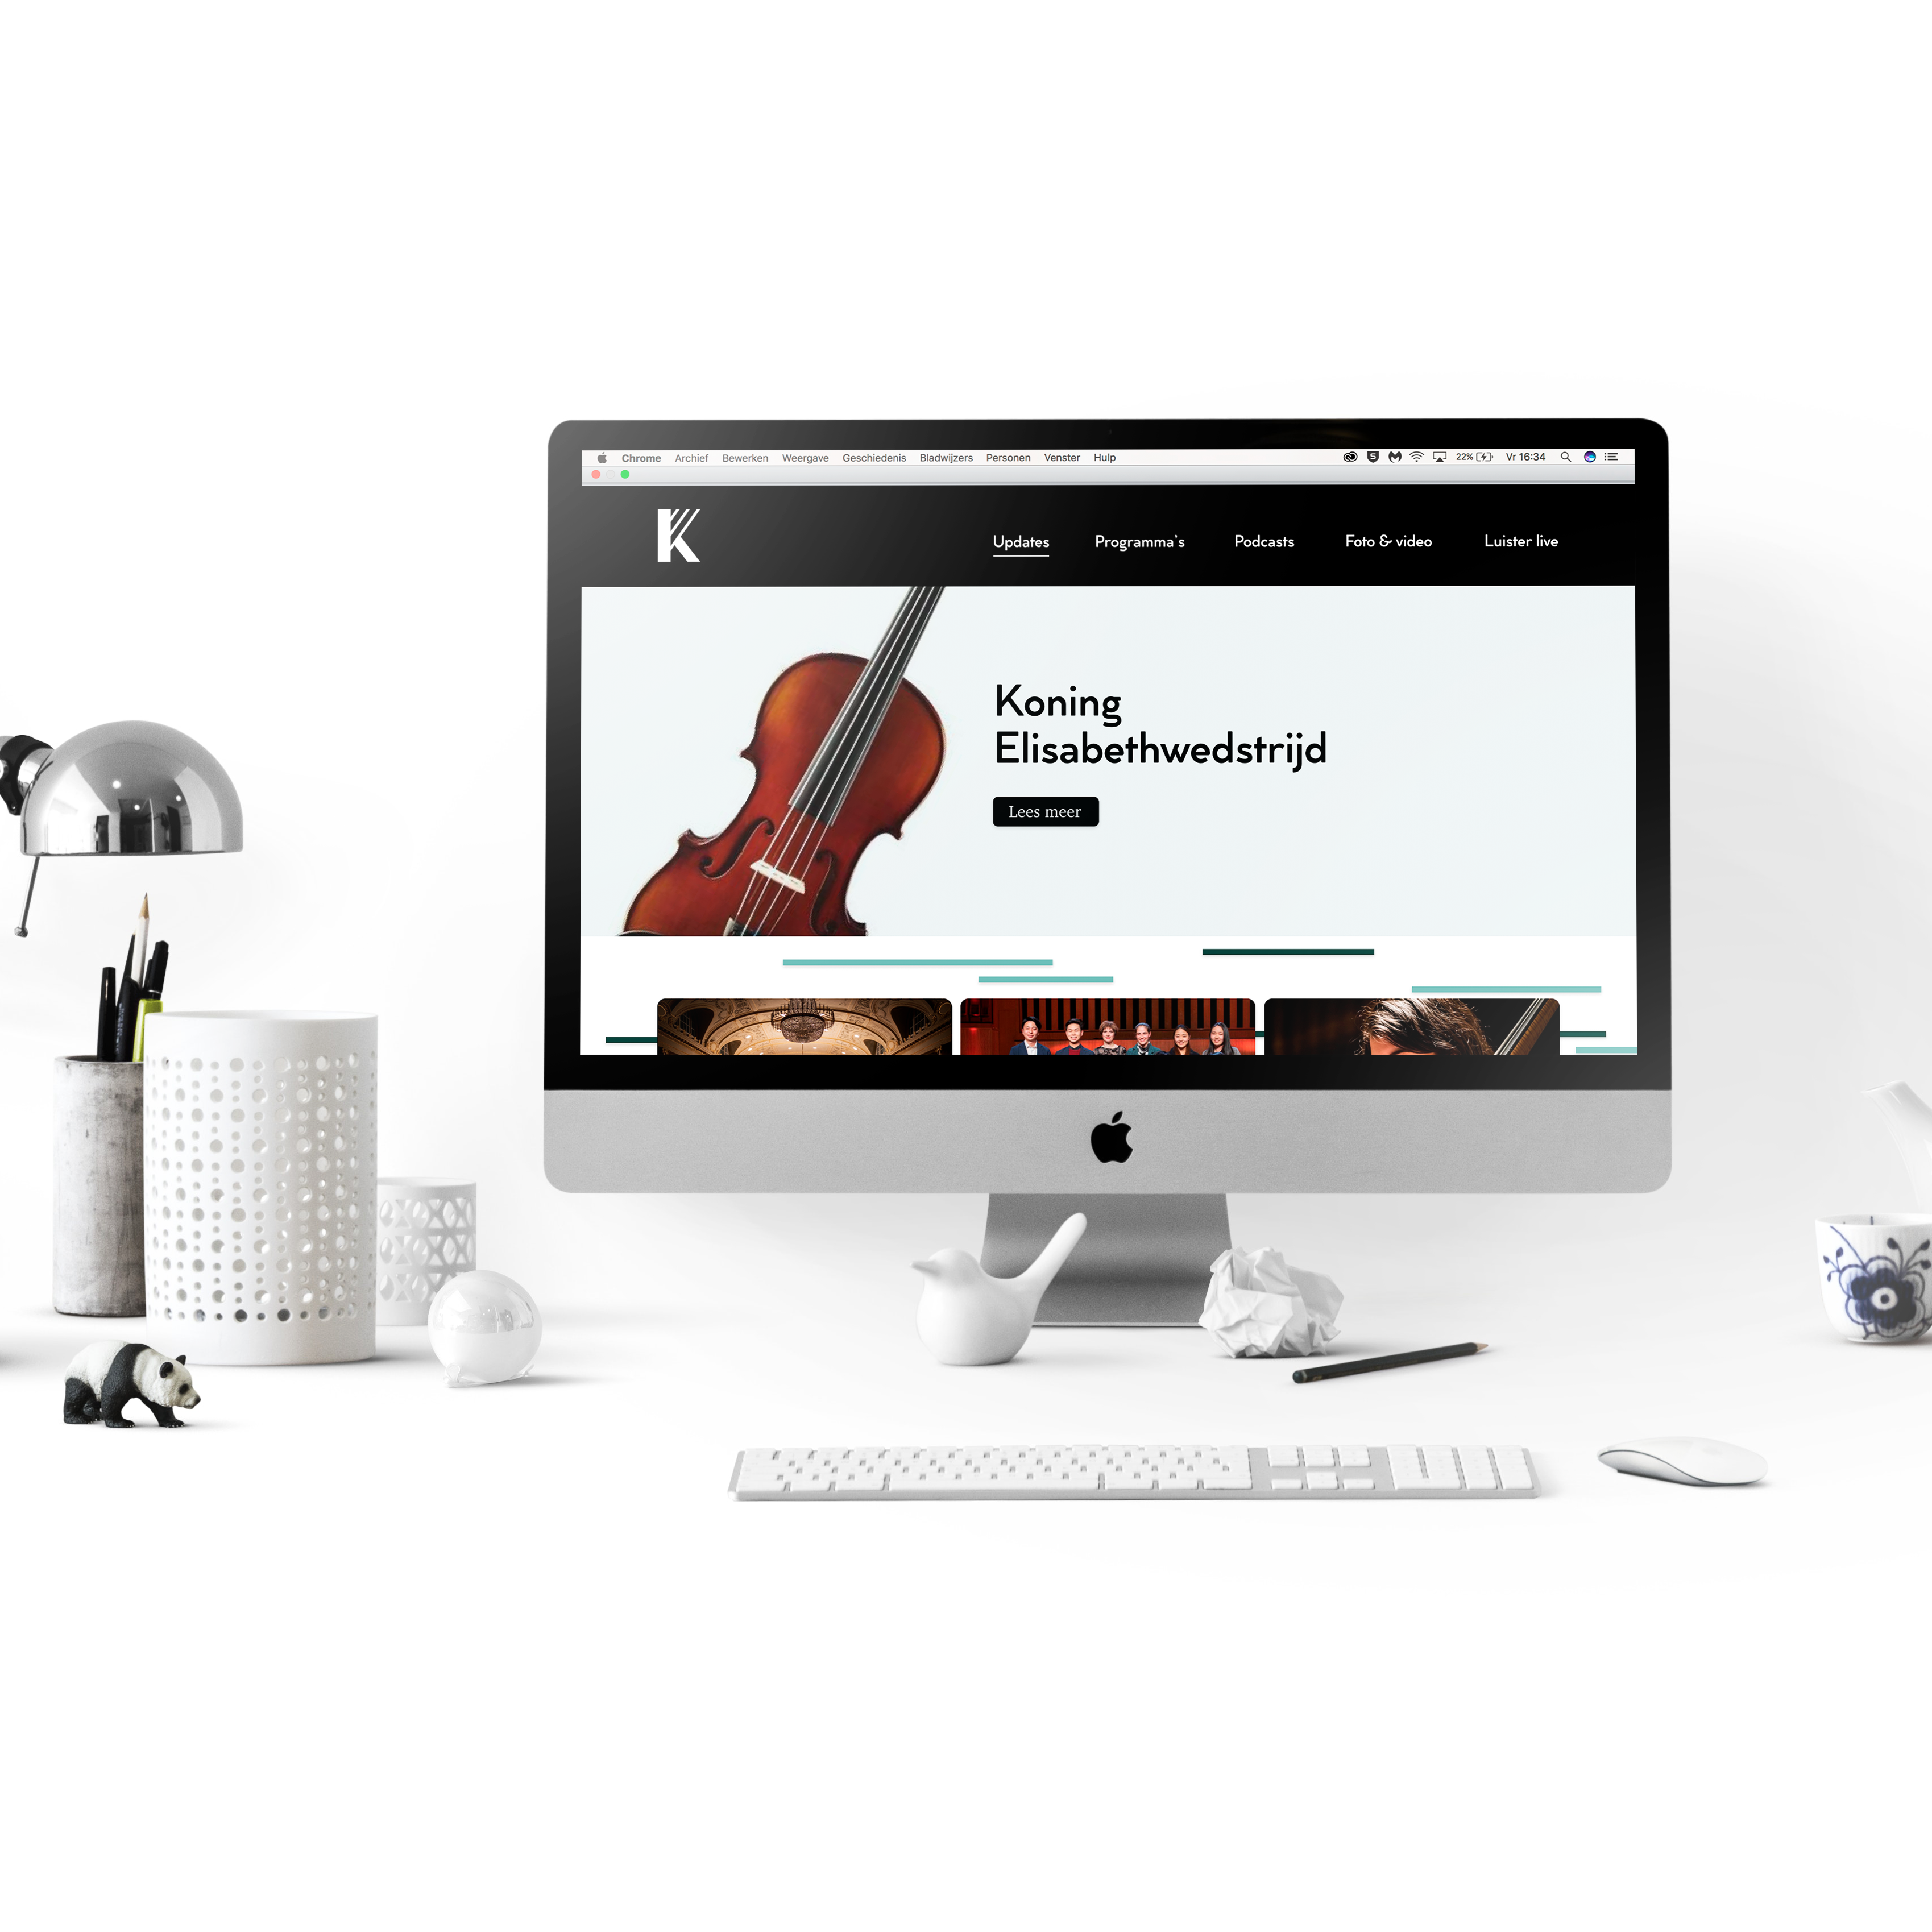 Chrome Archief Bewerken Weergave Geschiedenis Bladwijzers Personen Venster Hulp 22% Vr 16:34
K
Updates Programma's Podcasts Foto & video Luister live
Koning
Elisabethwedstrijd
Lees meer